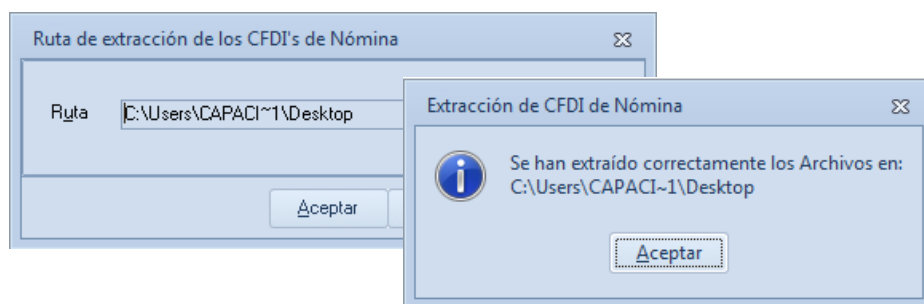 Ruta de extracción de los CFDI's de Nómina
Ruta
C:\Users\CAPACI~1\Desktop
Aceptar
Extracción de CFDI de Nómina
Se han extraído correctamente los Archivos en:
C:\Users\CAPACI~1\Desktop
Aceptar